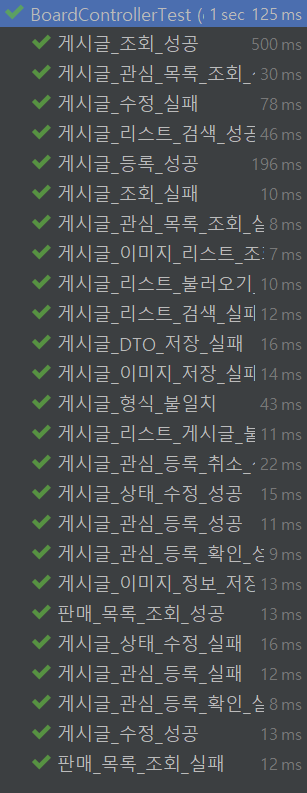 BoardControllerTest (c 1 sec 125 ms
게시글_조회_성공 500 ms
게시글_관심_목록_조회_ 30 ms
게시글_수정_실패 78 ms
게시글_리스트_검색_성공 46 ms
게시글_등록_성공 196 ms
게시글_조회_실패 10 ms
게시글_관심_목록_조회_실 8 ms
게시글_이미지_리스트_조 7 ms
게시글_리스트_불러오기_ 10 ms
게시글_리스트_검색_실패 12 ms
게시글_DTO_저장_실패 16 ms
게시글_이미지_저장_실패 14 ms
게시글_형식_불일치 43 ms
게시글_리스트_게시글_불 11 ms
게시글_관심_등록_취소_ 22 ms
게시글_상태_수정_성공 15 ms
게시글_관심_등록_성공 11 ms
게시글_관심_등록_확인_성 9 ms
게시글_이미지_정보_저장 13 ms
판매_목록_조회_성공 13 ms
게시글_상태_수정_실패 16 ms
게시글_관심_등록_실패 12 ms
게시글_관심_등록_확인_실 8 ms
게시글_수정_성공 13 ms
판매_목록_조회_실패 12 ms